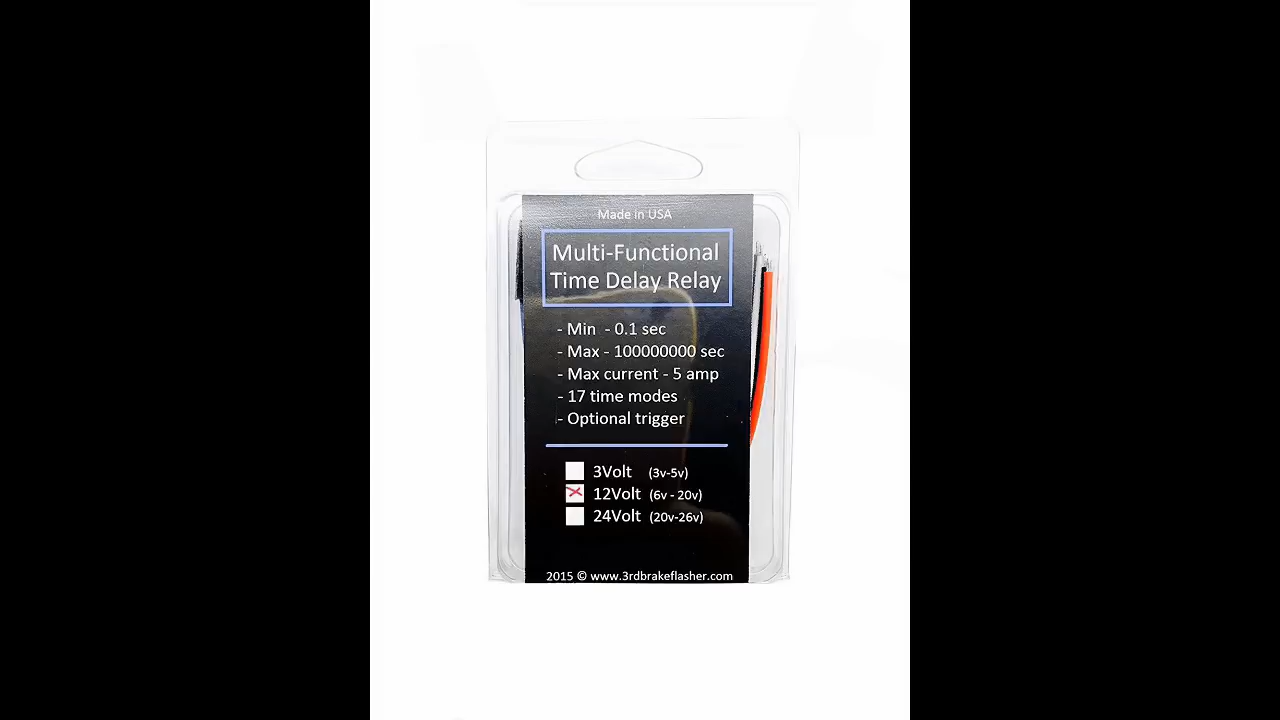 Made in USA
Multi-Functional
Time Delay Relay
- Min - 0.1 sec
- Max - 100000000 sec
- Max current - 5 amp
- 17 time modes
- Optional trigger
3Volt (3v-5v)
12Volt (6v - 20v)
24Volt (20v-26v)
2015 © www.3rdbrakeflasher.com